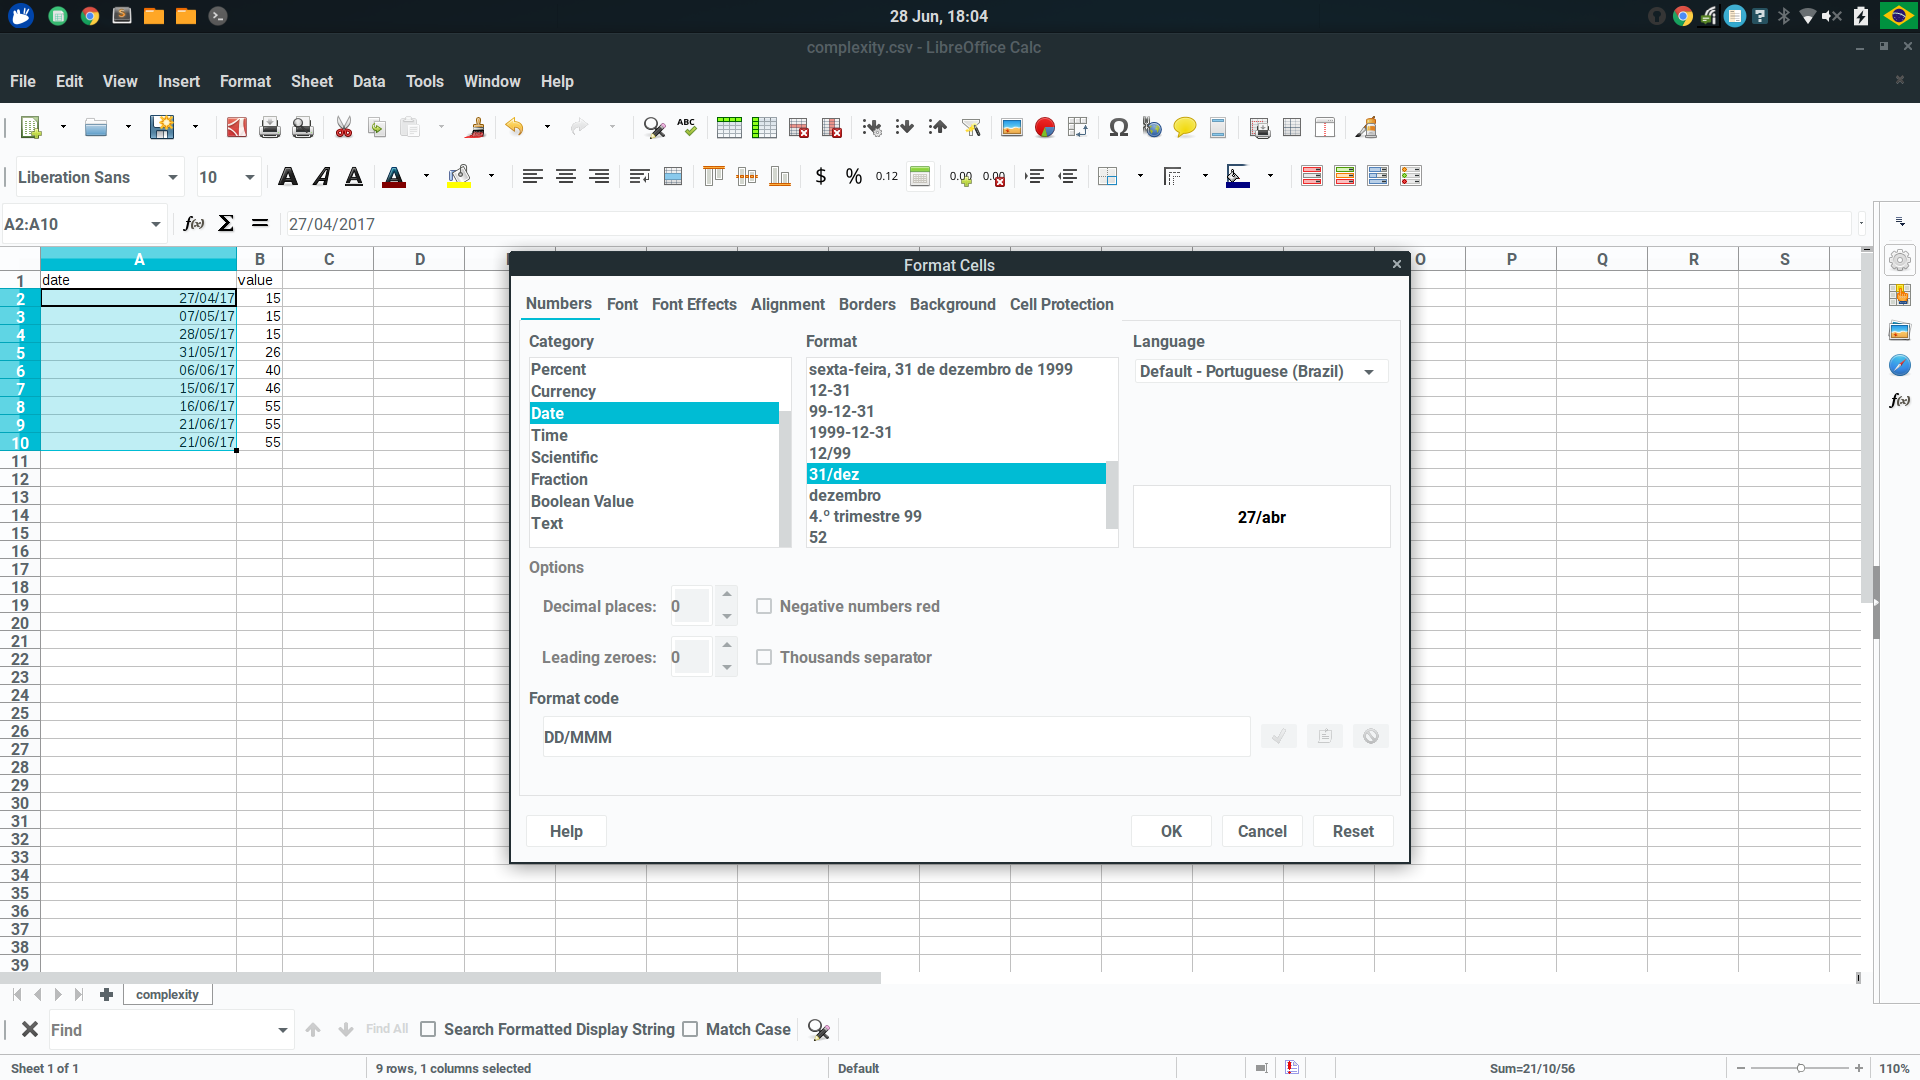 28 Jun, 18:04
complexity.csv - LibreOffice Calc
File Edit View Insert Format Sheet Data Tools Window Help
Liberation Sans 10 $ % 0.12 0.00 0.00
A2:A10 f(x) Σ = 27/04/2017
A B C D O P Q R S
1 date value
2 27/04/17 15
3 07/05/17 15
4 28/05/17 15
5 31/05/17 26
6 06/06/17 40
7 15/06/17 46
8 16/06/17 55
9 21/06/17 55
10 21/06/17 55
11
12
13
14
15
16
17
18
19
20
21
22
23
24
25
26
27
28
29
30
31
32
33
34
35
36
37
38
39
Format Cells
Numbers Font Font Effects Alignment Borders Background Cell Protection
Category
Percent
Currency
Date
Time
Scientific
Fraction
Boolean Value
Text
Format
sexta-feira, 31 de dezembro de 1999
12-31
99-12-31
1999-12-31
12/99
31/dez
dezembro
4.º trimestre 99
52
Language
Default - Portuguese (Brazil)
27/abr
Options
Decimal places: 0 Negative numbers red
Leading zeroes: 0 Thousands separator
Format code
DD/MMM
Help OK Cancel Reset
complexity
Find Find All Search Formatted Display String Match Case
Sheet 1 of 1 9 rows, 1 columns selected Default Sum=21/10/56 110%